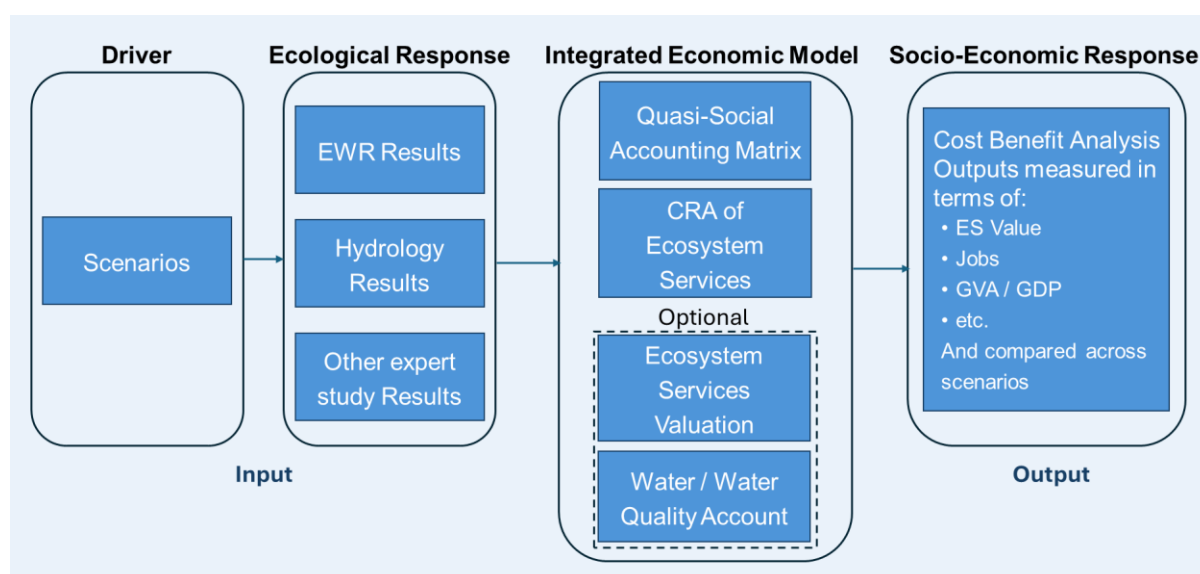 Driver
Ecological Response
Integrated Economic Model
Socio-Economic Response
Scenarios
EWR Results
Hydrology
Results
Other expert
study Results
Quasi-Social
Accounting Matrix
CRA of
Ecosystem
Services
Optional
Ecosystem
Services
Valuation
Water / Water
Quality Account
Cost Benefit Analysis
Outputs measured in
terms of:
• ES Value
• Jobs
• GVA / GDP
• etc.
And compared across
scenarios
Input
Output